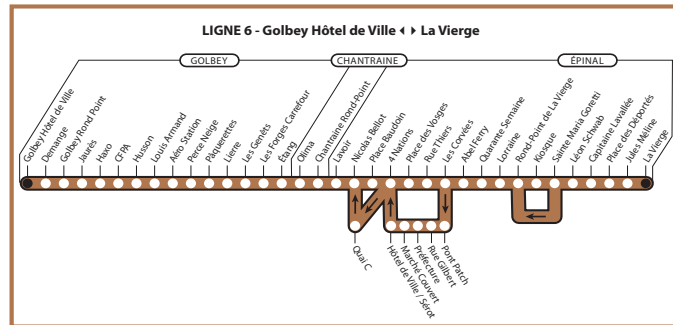 LIGNE 6 - Golbey Hôtel de Ville ◂ ▸ La Vierge
GOLBEY
CHANTRAINE
ÉPINAL
Golbey Hôtel de Ville
Demange
Golbey Rond Point
Jaurès
Haxo
CFPA
Husson
Louis Armand
Aéro Station
Perce Neige
Pâquerettes
Lierre
Les Genêts
Les Forges Carrefour
Étang
Olima
Chantraine Rond-Point
Lavoir
Nicolas Bellot
Place Baudoin
4 Nations
Place des Vosges
Rue Thiers
Les Corvées
Abel Ferry
Quarante Semaine
Lorraine
Rond-Point de La Vierge
Kiosque
Sainte Maria Goretti
Léon Schwab
Capitaine Lavallée
Place des Déportés
Jules Méline
La Vierge
Quai C
Hôtel de Ville / Sérot
Marché Couvert
Préfecture
Rue Gilbert
Pont Patch